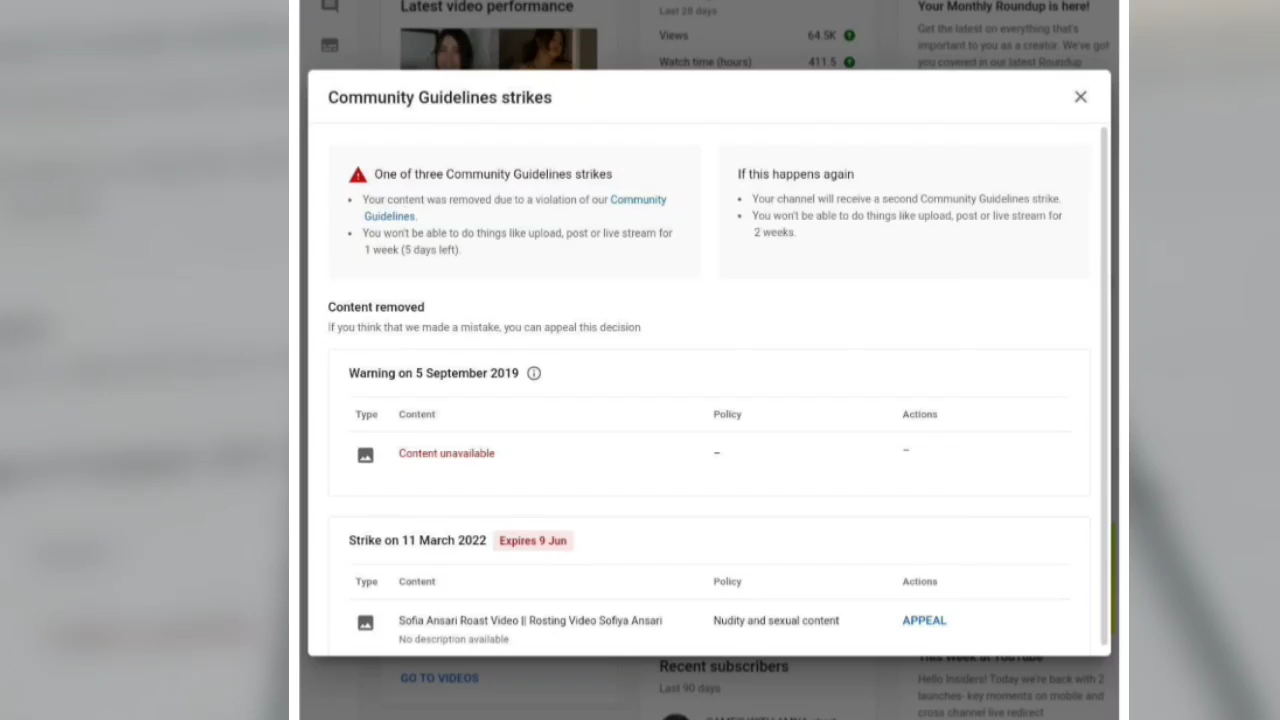 Latest video performance
Last 28 days
Views 64.5K
Watch time (hours) 411.5
Your Monthly Roundup is here!
Get the latest on everything that's
important to you as a creator. We've got
you covered in our latest Roundup
Community Guidelines strikes
One of three Community Guidelines strikes
Your content was removed due to a violation of our Community
Guidelines.
You won't be able to do things like upload, post or live stream for
1 week (5 days left).
If this happens again
Your channel will receive a second Community Guidelines strike.
You won't be able to do things like upload, post or live stream for
2 weeks.
Content removed
If you think that we made a mistake, you can appeal this decision
Warning on 5 September 2019
Type Content Policy Actions
Content unavailable – –
Strike on 11 March 2022 Expires 9 Jun
Type Content Policy Actions
Sofia Ansari Roast Video || Rosting Video Sofiya Ansari Nudity and sexual content APPEAL
No description available
GO TO VIDEOS
Recent subscribers
Last 90 days
This Week at YouTube
Hello Insiders! Today we're back with 2
launches- key moments on mobile and
cross channel live redirect